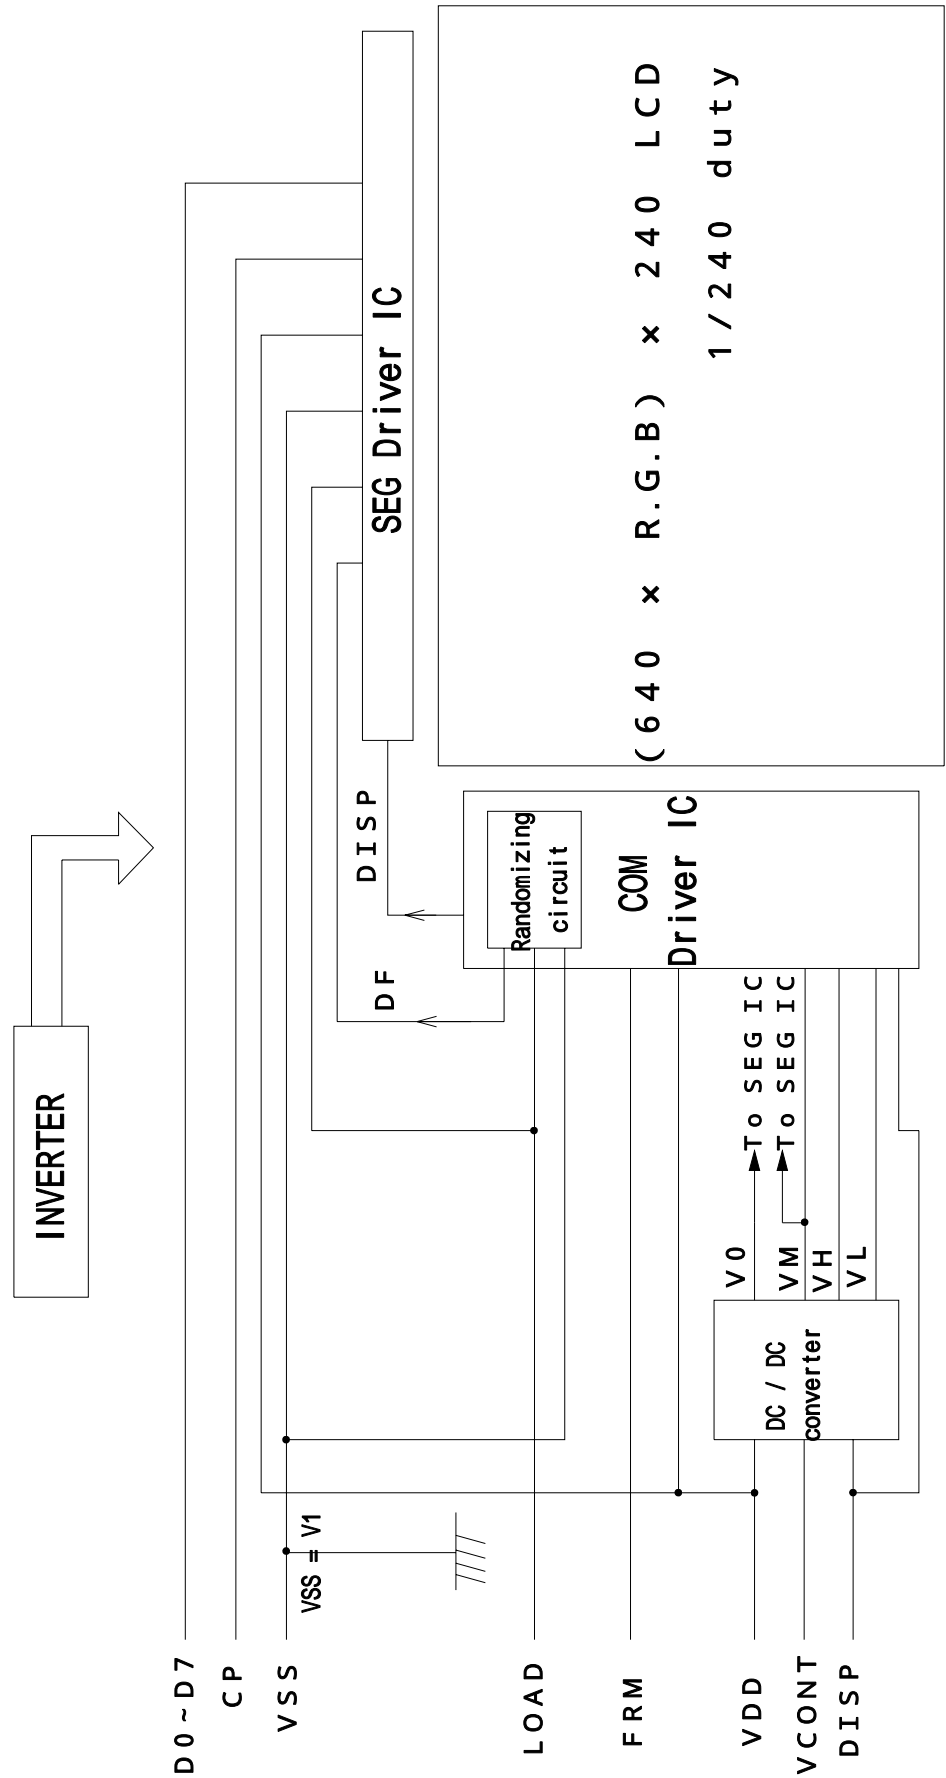 INVERTER
D0~D7
CP
VSS
LOAD
FRM
VDD
VCONT
DISP
VSS = V1
DC / DC
converter
V0
VM
VH
VL
To SEG IC
To SEG IC
DF
DISP
Randomizing
circuit
COM
Driver IC
SEG Driver IC
(640 × R.G.B) × 240 LCD
1/240 duty